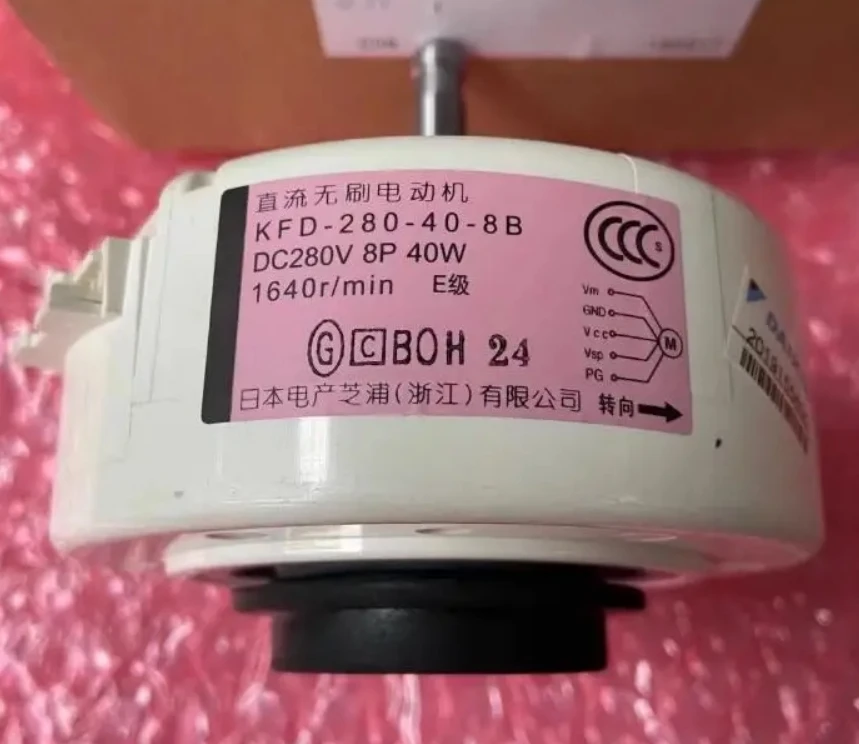 直流无刷电动机
KFD-280-40-8B
DC280V 8P 40W
1640r/min E级
CCC S
Vm
GND
Vcc
Vsp
PG
M
G C BOH 24
日本电产芝浦(浙江)有限公司 转向